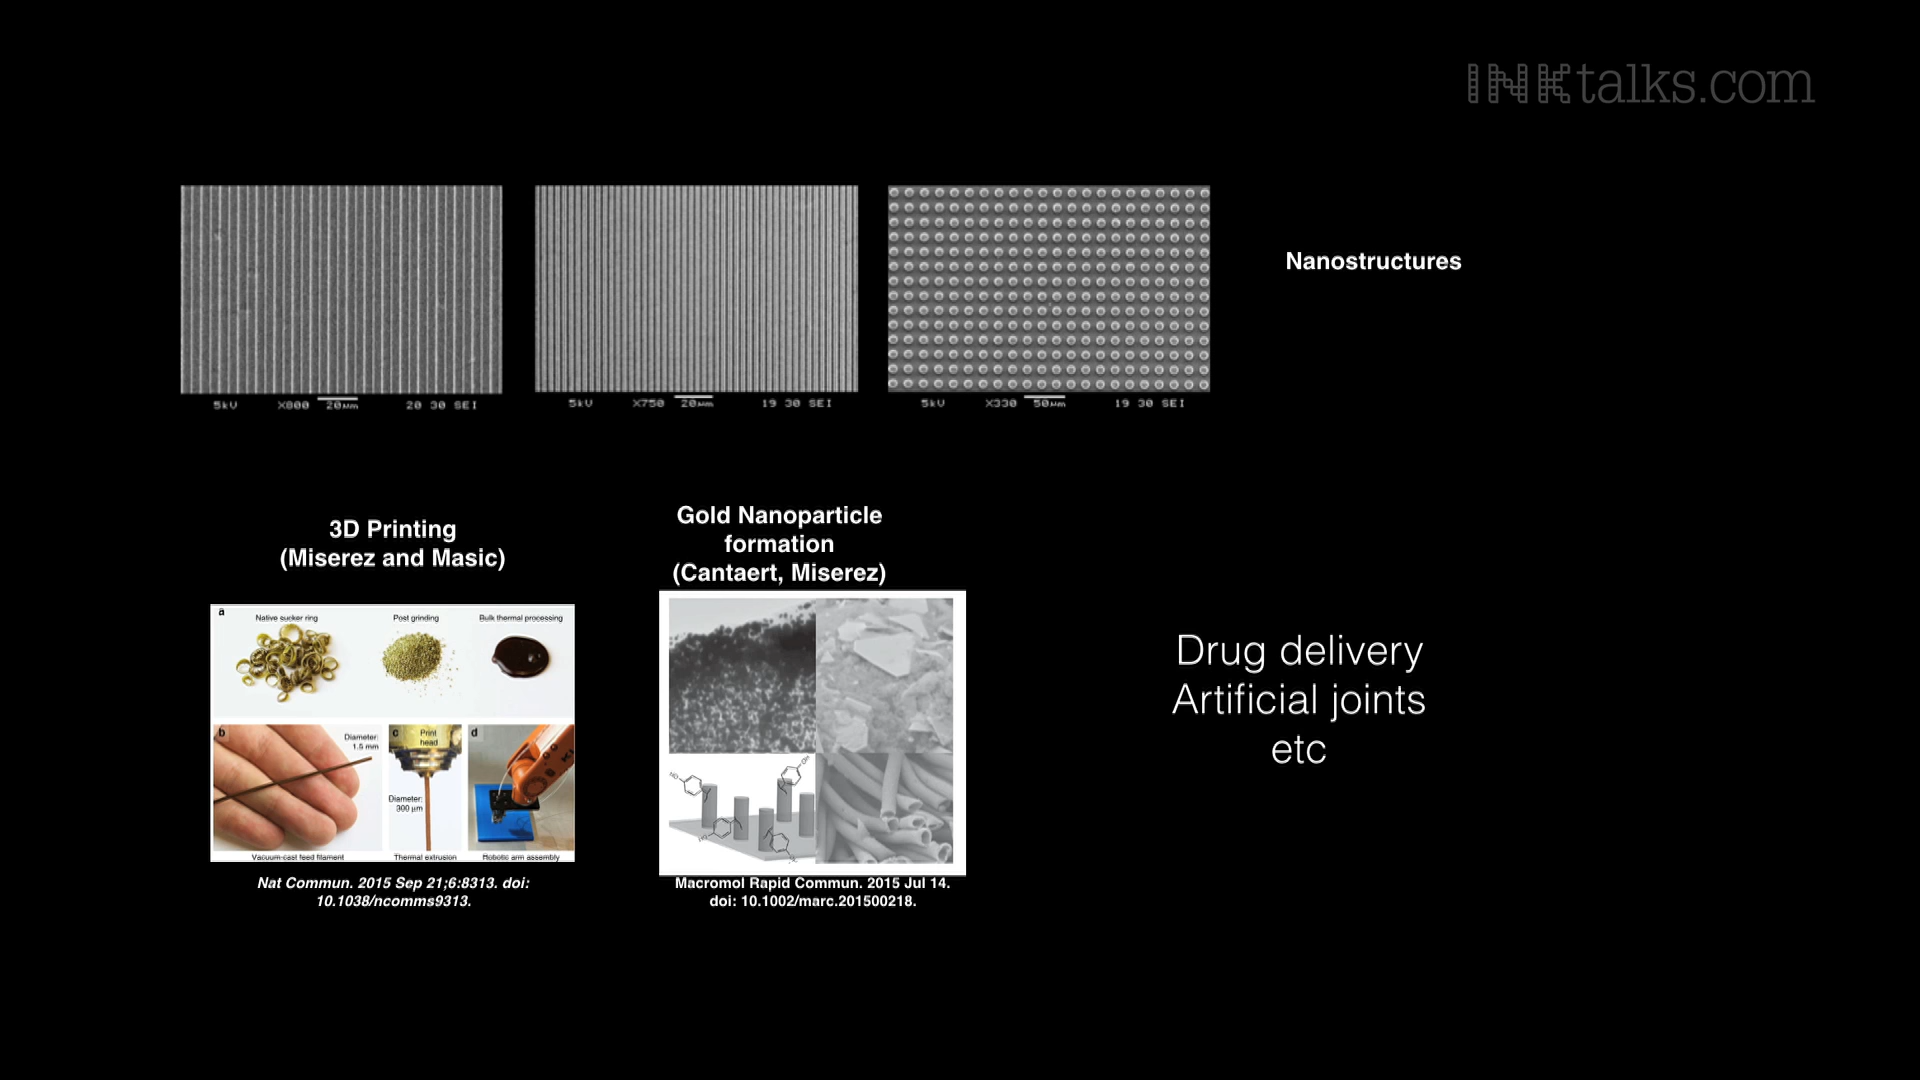 INKtalks.com
5kV X800 20µm 20 30 SEI
5kV X750 20µm 19 30 SEI
5kV X330 50µm 19 30 SEI
Nanostructures
3D Printing
(Miserez and Masic)
a
Native sucker ring
Post grinding
Bulk thermal processing
b
Diameter:
1.5 mm
Vacuum-cast feed filament
c
Print
head
Diameter:
300 µm
Thermal extrusion
d
Robotic arm assembly
Nat Commun. 2015 Sep 21;6:8313. doi:
10.1038/ncomms9313.
Gold Nanoparticle
formation
(Cantaert, Miserez)
Macromol Rapid Commun. 2015 Jul 14.
doi: 10.1002/marc.201500218.
Drug delivery
Artificial joints
etc